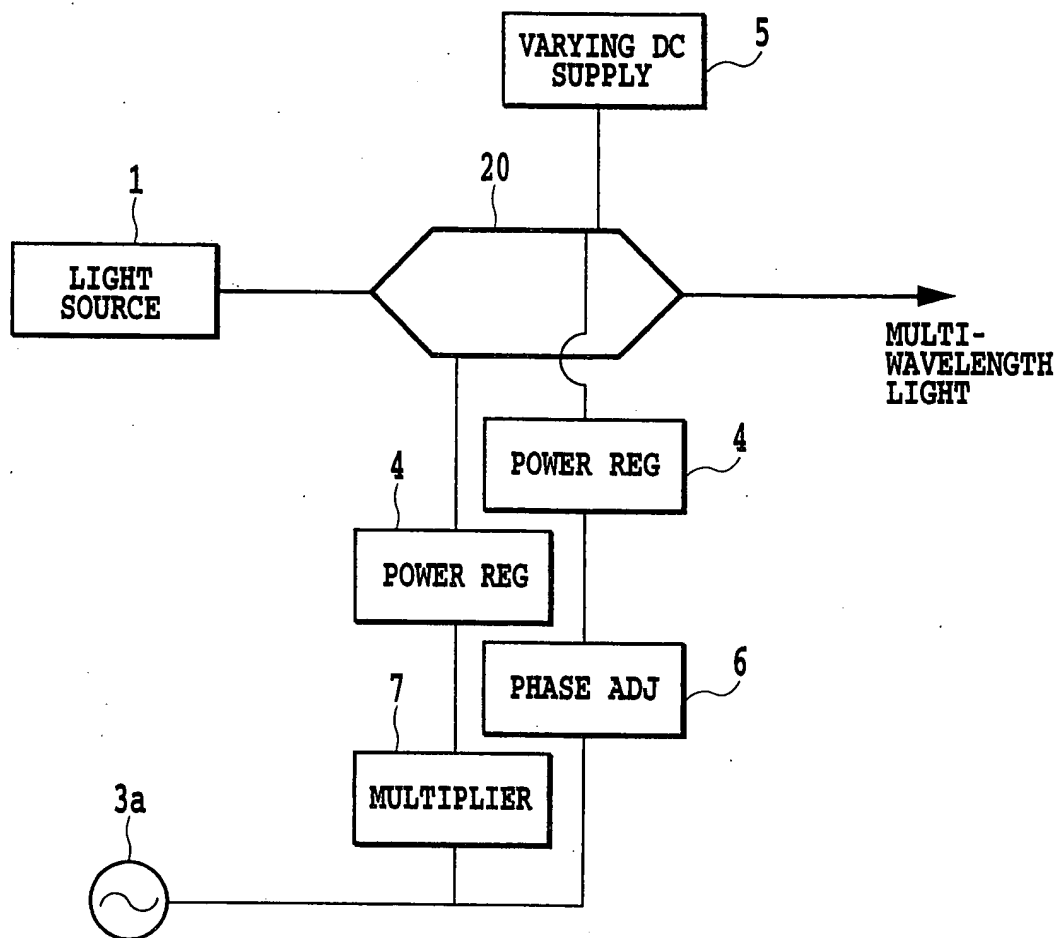 VARYING DC
SUPPLY
5
1
20
LIGHT
SOURCE
MULTI-
WAVELENGTH
LIGHT
4
POWER REG
4
POWER REG
7
PHASE ADJ
6
MULTIPLIER
3a